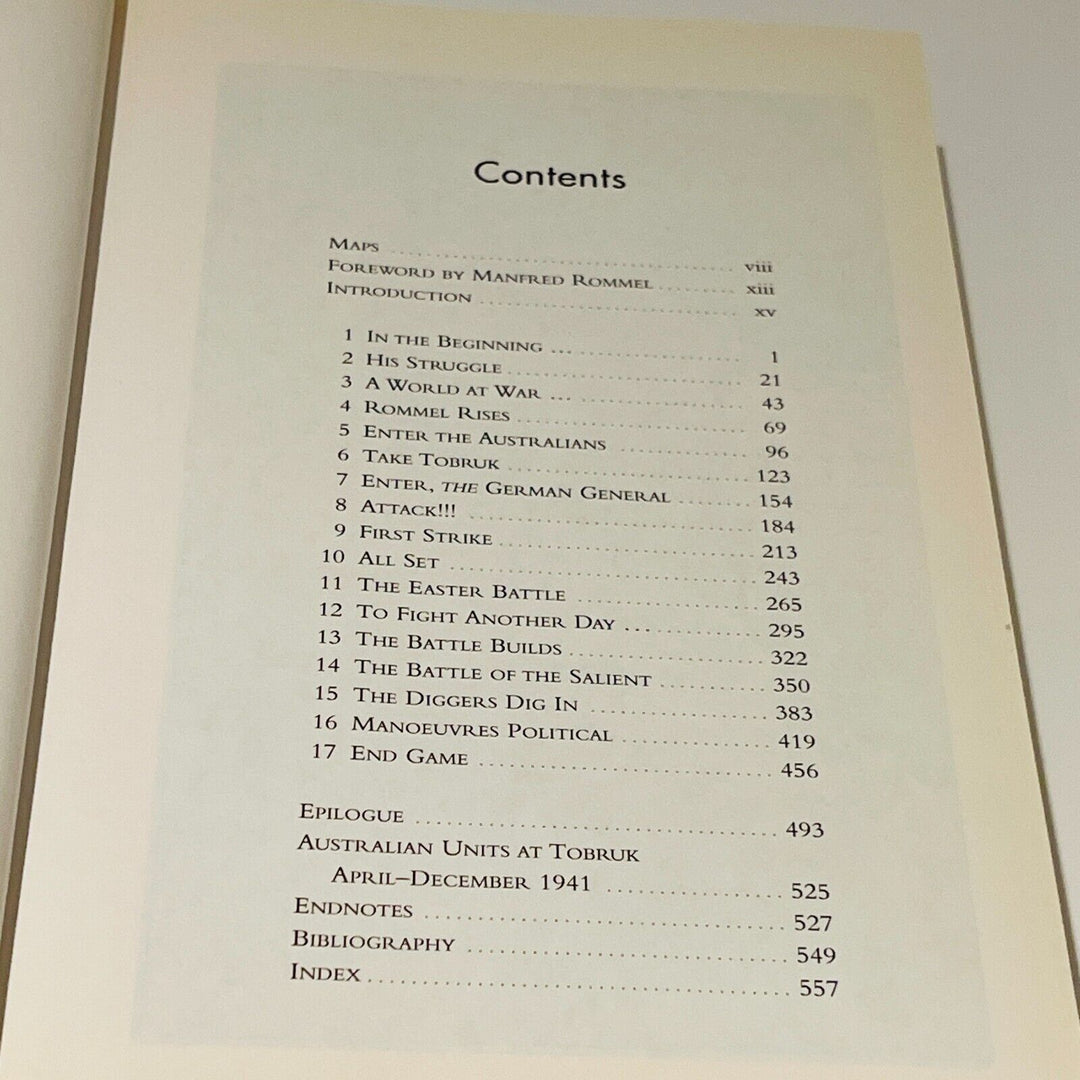 Contents
MAPS ........ viii
FOREWORD BY MANFRED ROMMEL ........ xiii
INTRODUCTION ........ xv
1 IN THE BEGINNING ... ........ 1
2 HIS STRUGGLE ........ 21
3 A WORLD AT WAR ... ........ 43
4 ROMMEL RISES ........ 69
5 ENTER THE AUSTRALIANS ........ 96
6 TAKE TOBRUK ........ 123
7 ENTER, THE GERMAN GENERAL ........ 154
8 ATTACK!!! ........ 184
9 FIRST STRIKE ........ 213
10 ALL SET ........ 243
11 THE EASTER BATTLE ........ 265
12 TO FIGHT ANOTHER DAY ... ........ 295
13 THE BATTLE BUILDS ........ 322
14 THE BATTLE OF THE SALIENT ........ 350
15 THE DIGGERS DIG IN ........ 383
16 MANOEUVRES POLITICAL ........ 419
17 END GAME ........ 456
EPILOGUE ........ 493
AUSTRALIAN UNITS AT TOBRUK
APRIL–DECEMBER 1941 ........ 525
ENDNOTES ........ 527
BIBLIOGRAPHY ........ 549
INDEX ........ 557